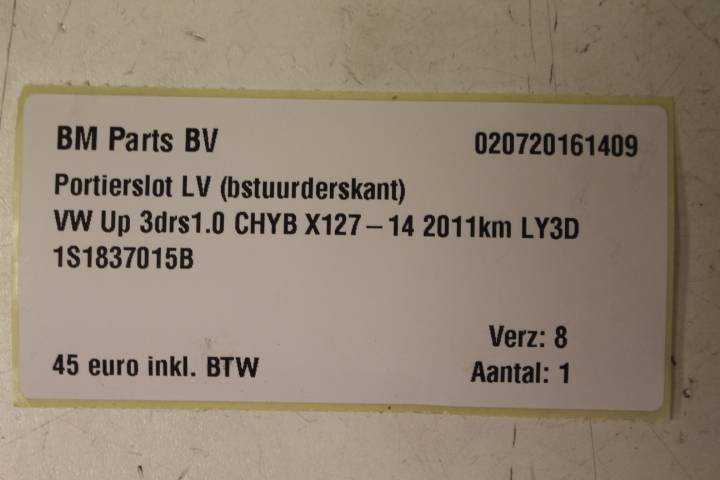 BM Parts BV 020720161409
Portierslot LV (bstuurderskant)
VW Up 3drs1.0 CHYB X127-14 2011km LY3D
1S1837015B
Verz: 8
45 euro inkl. BTW Aantal: 1